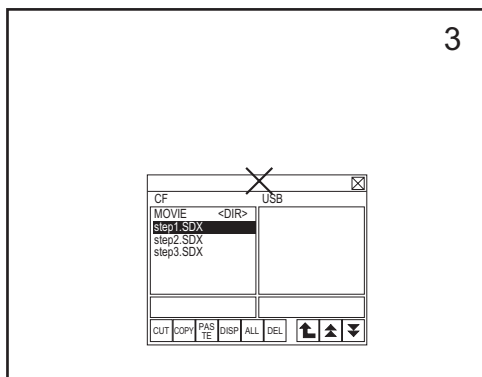 3
CF USB
MOVIE <DIR>
step1.SDX
step2.SDX
step3.SDX
CUT COPY PAS TE DISP ALL DEL